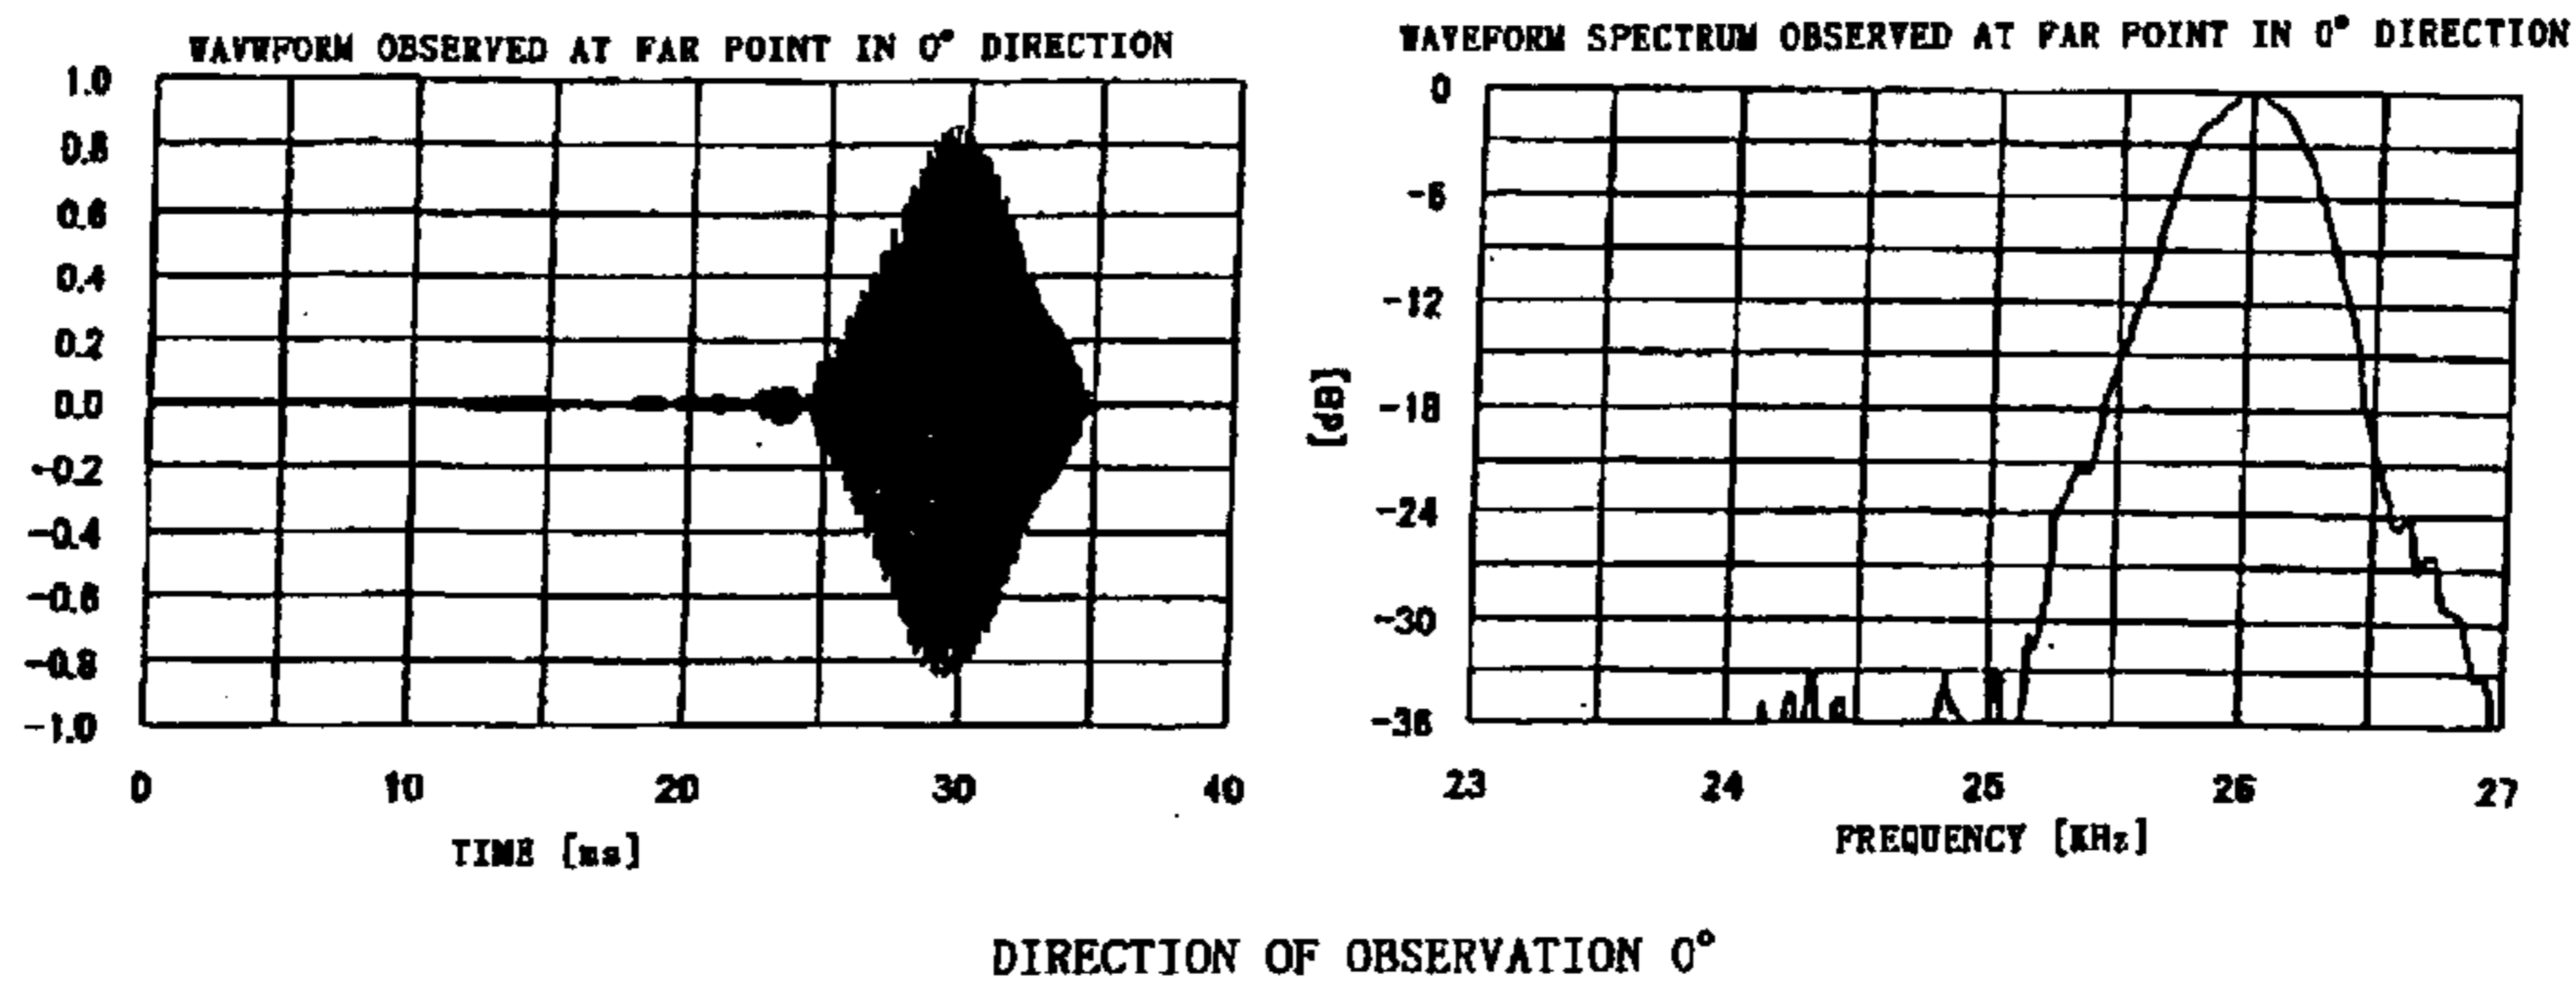 WAVWFORM OBSERVED AT FAR POINT IN 0° DIRECTION
1.0
0.8
0.6
0.4
0.2
0.0
-0.2
-0.4
-0.6
-0.8
-1.0
0 10 20 30 40
TIME [ms]
WAVEFORM SPECTRUM OBSERVED AT FAR POINT IN 0° DIRECTION
0
-6
-12
-18
-24
-30
-36
[dB]
23 24 25 26 27
FREQUENCY [KHz]
DIRECTION OF OBSERVATION 0°